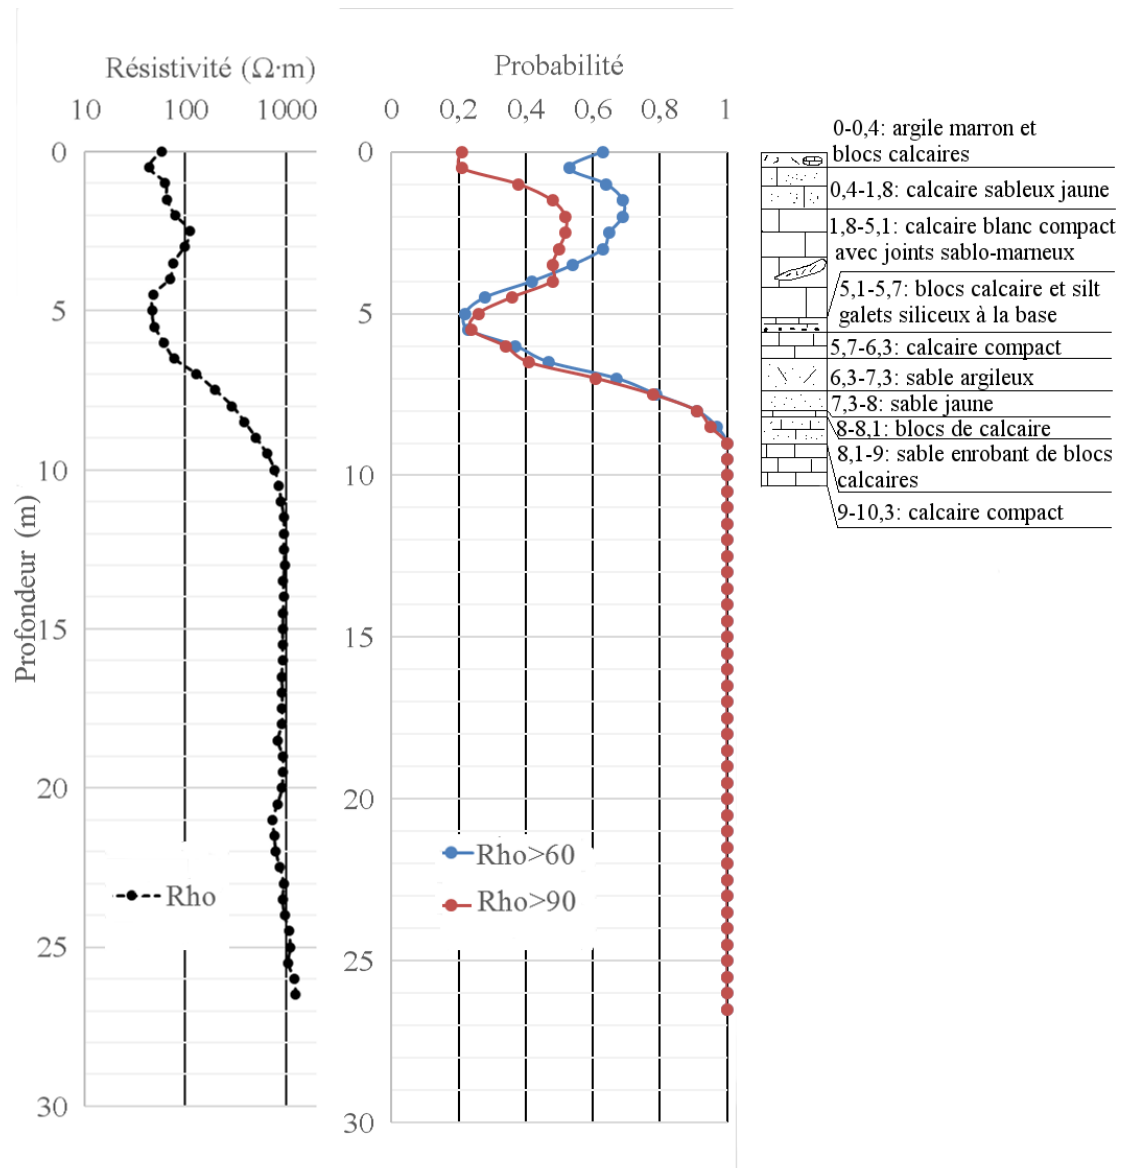 Résistivité (Ω·m)
10 100 1000
0
5
10
15
20
25
30
Profondeur (m)
Rho
Probabilité
0 0,2 0,4 0,6 0,8 1
0
5
10
15
20
25
30
Rho>60
Rho>90
0-0,4: argile marron et
blocs calcaires
0,4-1,8: calcaire sableux jaune
1,8-5,1: calcaire blanc compact
avec joints sablo-marneux
5,1-5,7: blocs calcaire et silt
galets siliceux à la base
5,7-6,3: calcaire compact
6,3-7,3: sable argileux
7,3-8: sable jaune
8-8,1: blocs de calcaire
8,1-9: sable enrobant de blocs
calcaires
9-10,3: calcaire compact